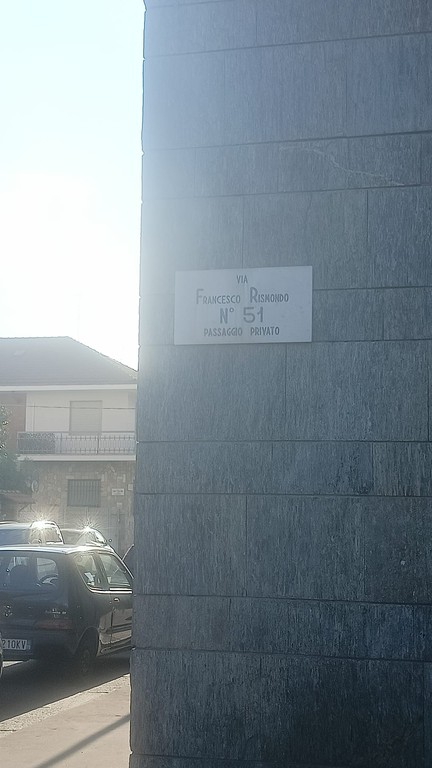 VIA
FRANCESCO RISMONDO
N° 51
PASSAGGIO PRIVATO